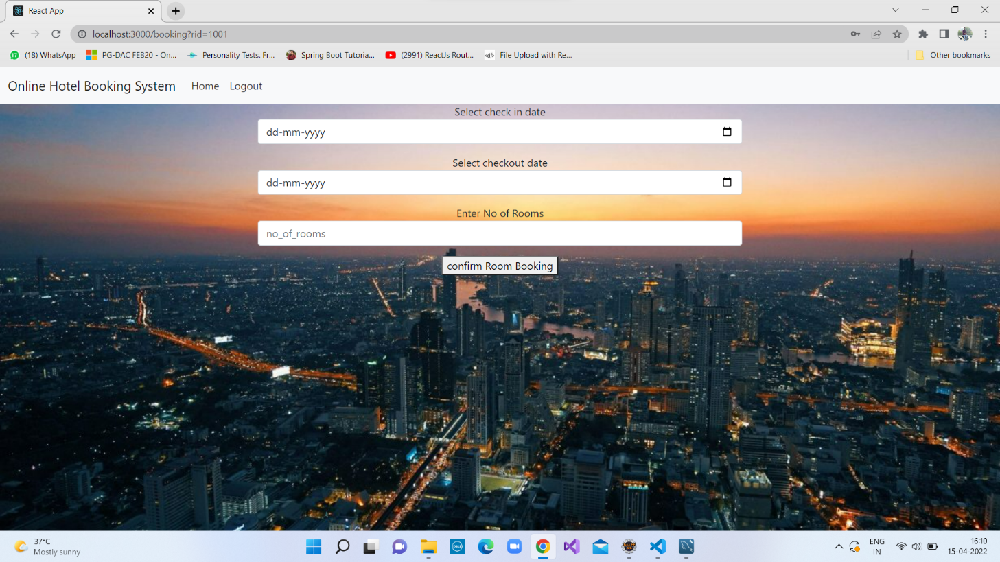 React App
localhost:3000/booking?rid=1001
(18) WhatsApp
PG-DAC FEB20 - On...
Personality Tests. Fr...
Spring Boot Tutoria...
(2991) ReactJs Rout...
</> File Upload with Re...
Other bookmarks
Online Hotel Booking System
Home
Logout
Select check in date
dd-mm-yyyy
Select checkout date
dd-mm-yyyy
Enter No of Rooms
no_of_rooms
confirm Room Booking
37°C
Mostly sunny
DELL
ENG
IN
16:10
15-04-2022